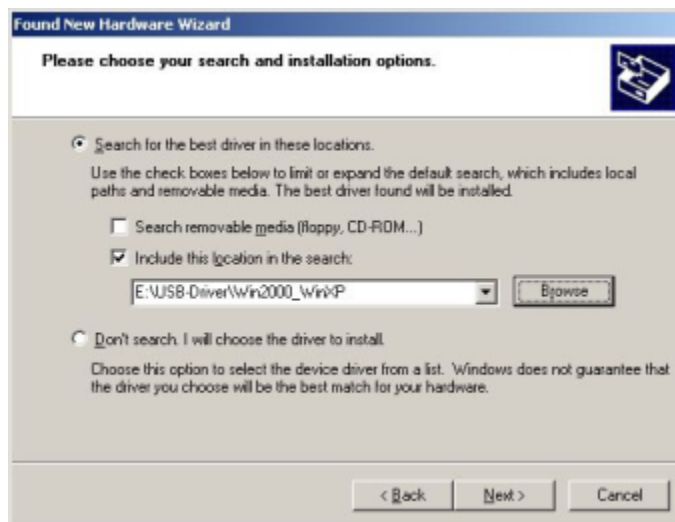 Found New Hardware Wizard
Please choose your search and installation options.
Search for the best driver in these locations.
Use the check boxes below to limit or expand the default search, which includes local
paths and removable media. The best driver found will be installed.
Search removable media (floppy, CD-ROM...)
Include this location in the search:
E:\USB-Driver\Win2000_WinXP
Browse
Don't search. I will choose the driver to install.
Choose this option to select the device driver from a list. Windows does not guarantee that
the driver you choose will be the best match for your hardware.
< Back Next > Cancel